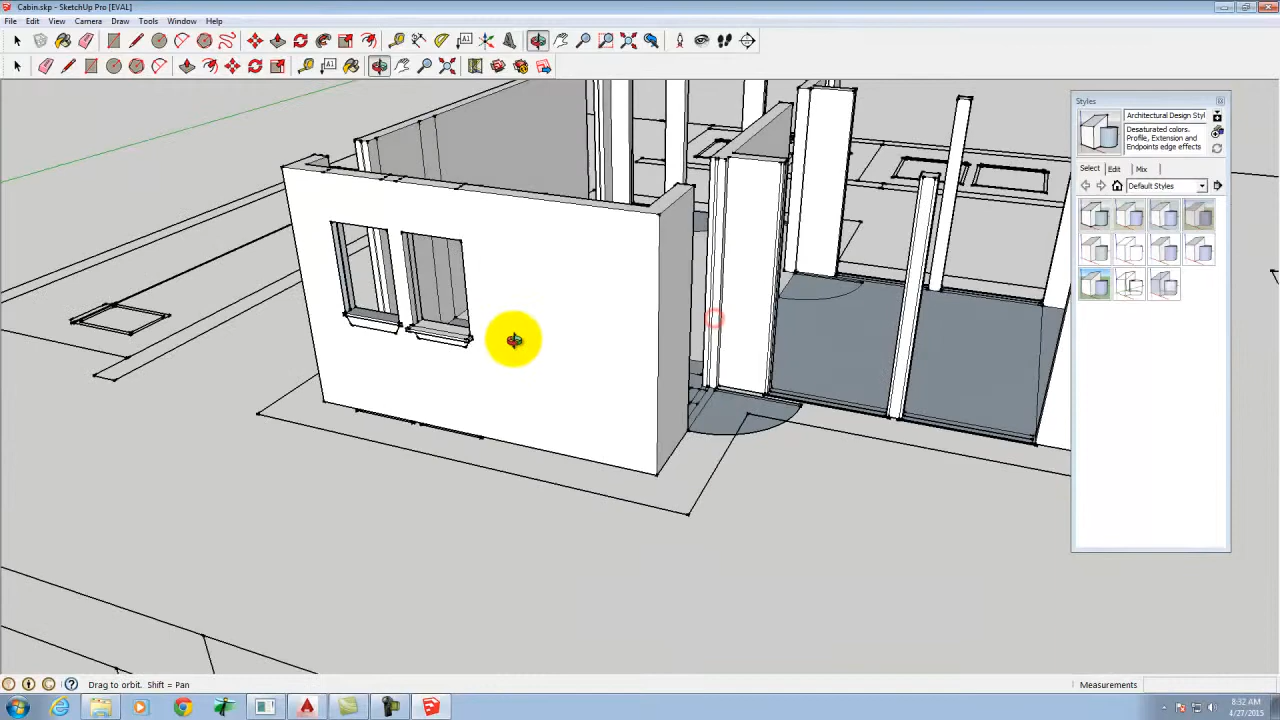 Cabin.skp - SketchUp Pro [EVAL]
File Edit View Camera Draw Tools Window Help
Styles
Architectural Design Styl
Desaturated colors.
Profile, Extension and
Endpoints edge effects
Select Edit Mix
Default Styles
Drag to orbit. Shift = Pan
Measurements
8:32 AM
4/27/2015